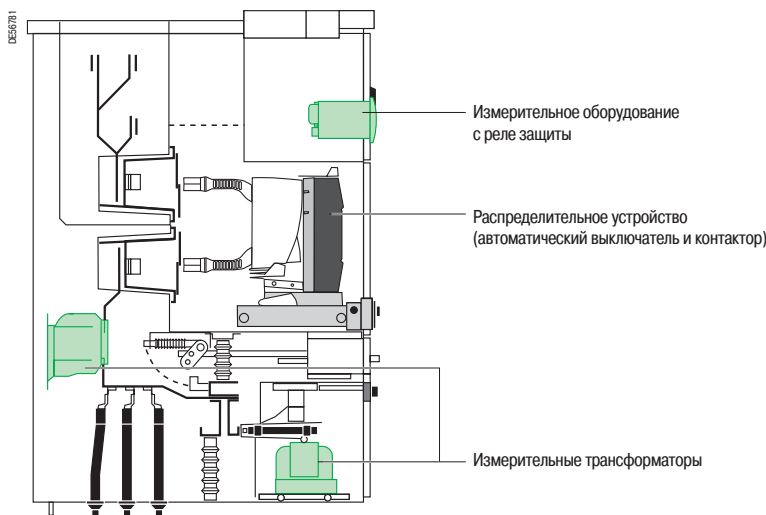 DE56781
Измерительное оборудование
с реле защиты
Распределительное устройство
(автоматический выключатель и контактор)
Измерительные трансформаторы